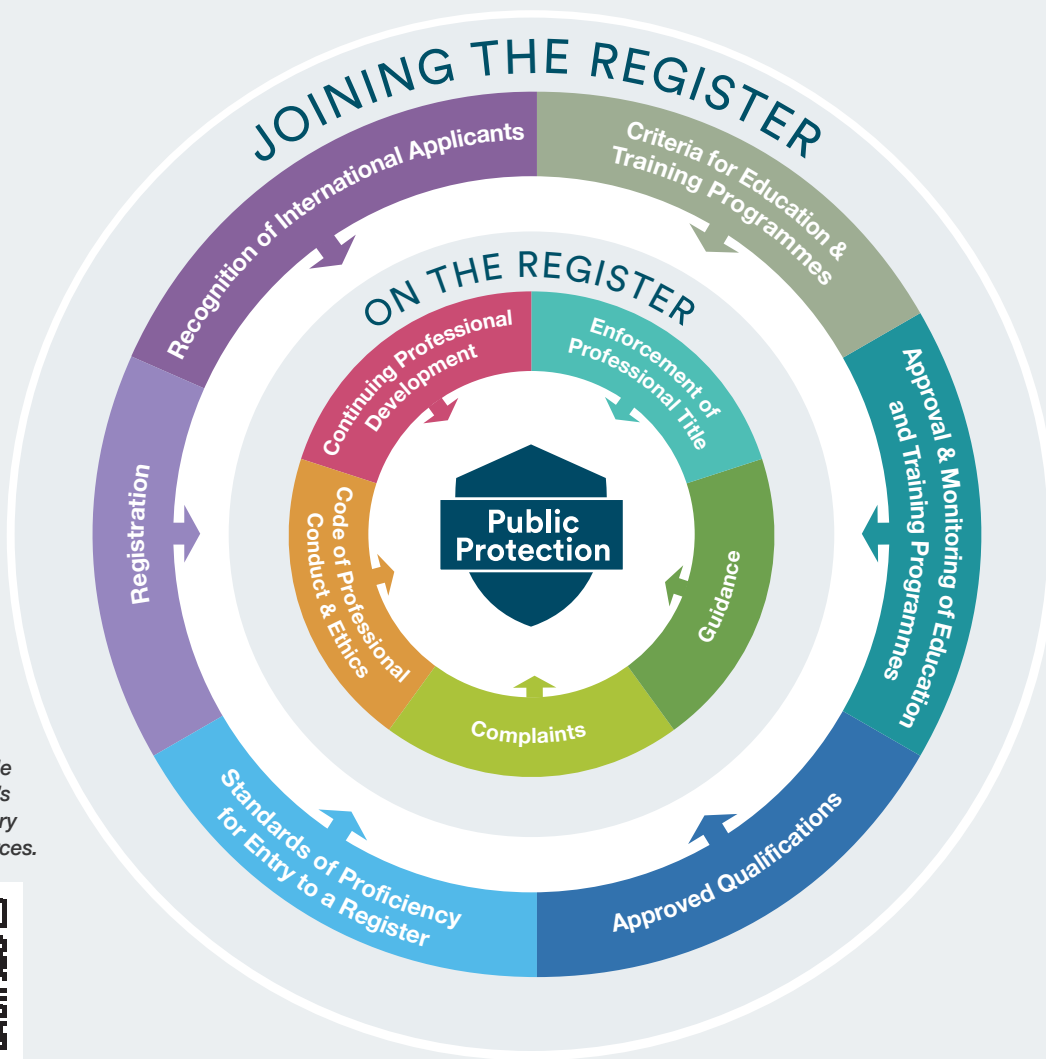 JOINING THE REGISTER
Recognition of International Applicants
Criteria for Education &
Training Programmes
Approval & Monitoring of Education
and Training Programmes
Approved Qualifications
Standards of Proficiency
for Entry to a Register
Registration
ON THE REGISTER
Continuing Professional
Development
Enforcement of
Professional Title
Guidance
Complaints
Code of Professional
Conduct & Ethics
Public
Protection